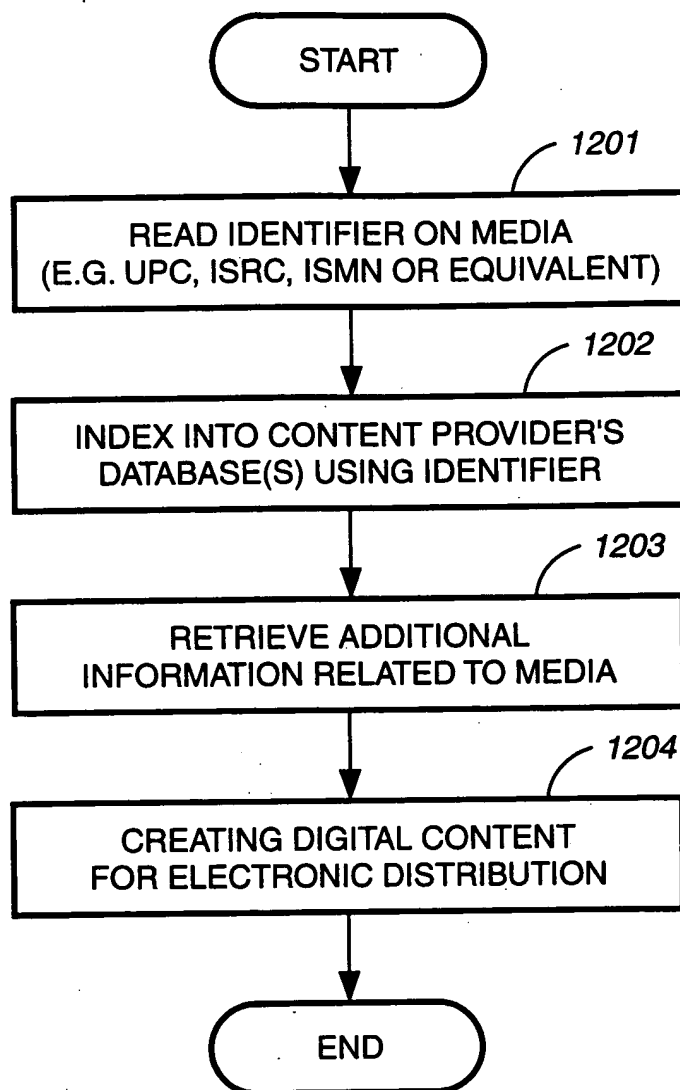 START
1201
READ IDENTIFIER ON MEDIA
(E.G. UPC, ISRC, ISMN OR EQUIVALENT)
1202
INDEX INTO CONTENT PROVIDER'S
DATABASE(S) USING IDENTIFIER
1203
RETRIEVE ADDITIONAL
INFORMATION RELATED TO MEDIA
1204
CREATING DIGITAL CONTENT
FOR ELECTRONIC DISTRIBUTION
END